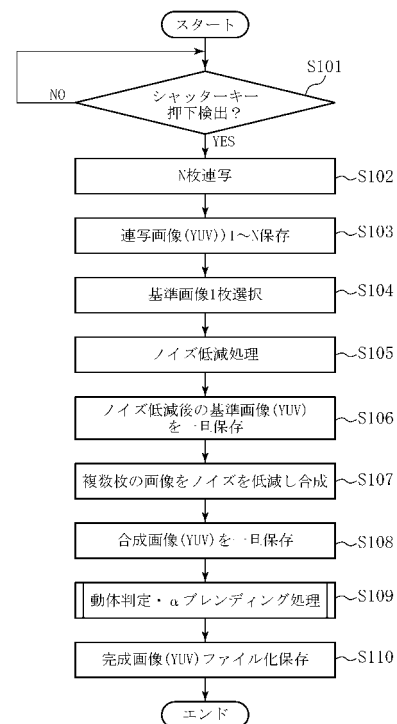 スタート
S101
シャッターキー
押下検出?
NO
YES
N枚連写
S102
連写画像(YUV))1～N保存
S103
基準画像1枚選択
S104
ノイズ低減処理
S105
ノイズ低減後の基準画像(YUV)
を一旦保存
S106
複数枚の画像をノイズを低減し合成
S107
合成画像(YUV)を一旦保存
S108
動体判定・αブレンディング処理
S109
完成画像(YUV)ファイル化保存
S110
エンド